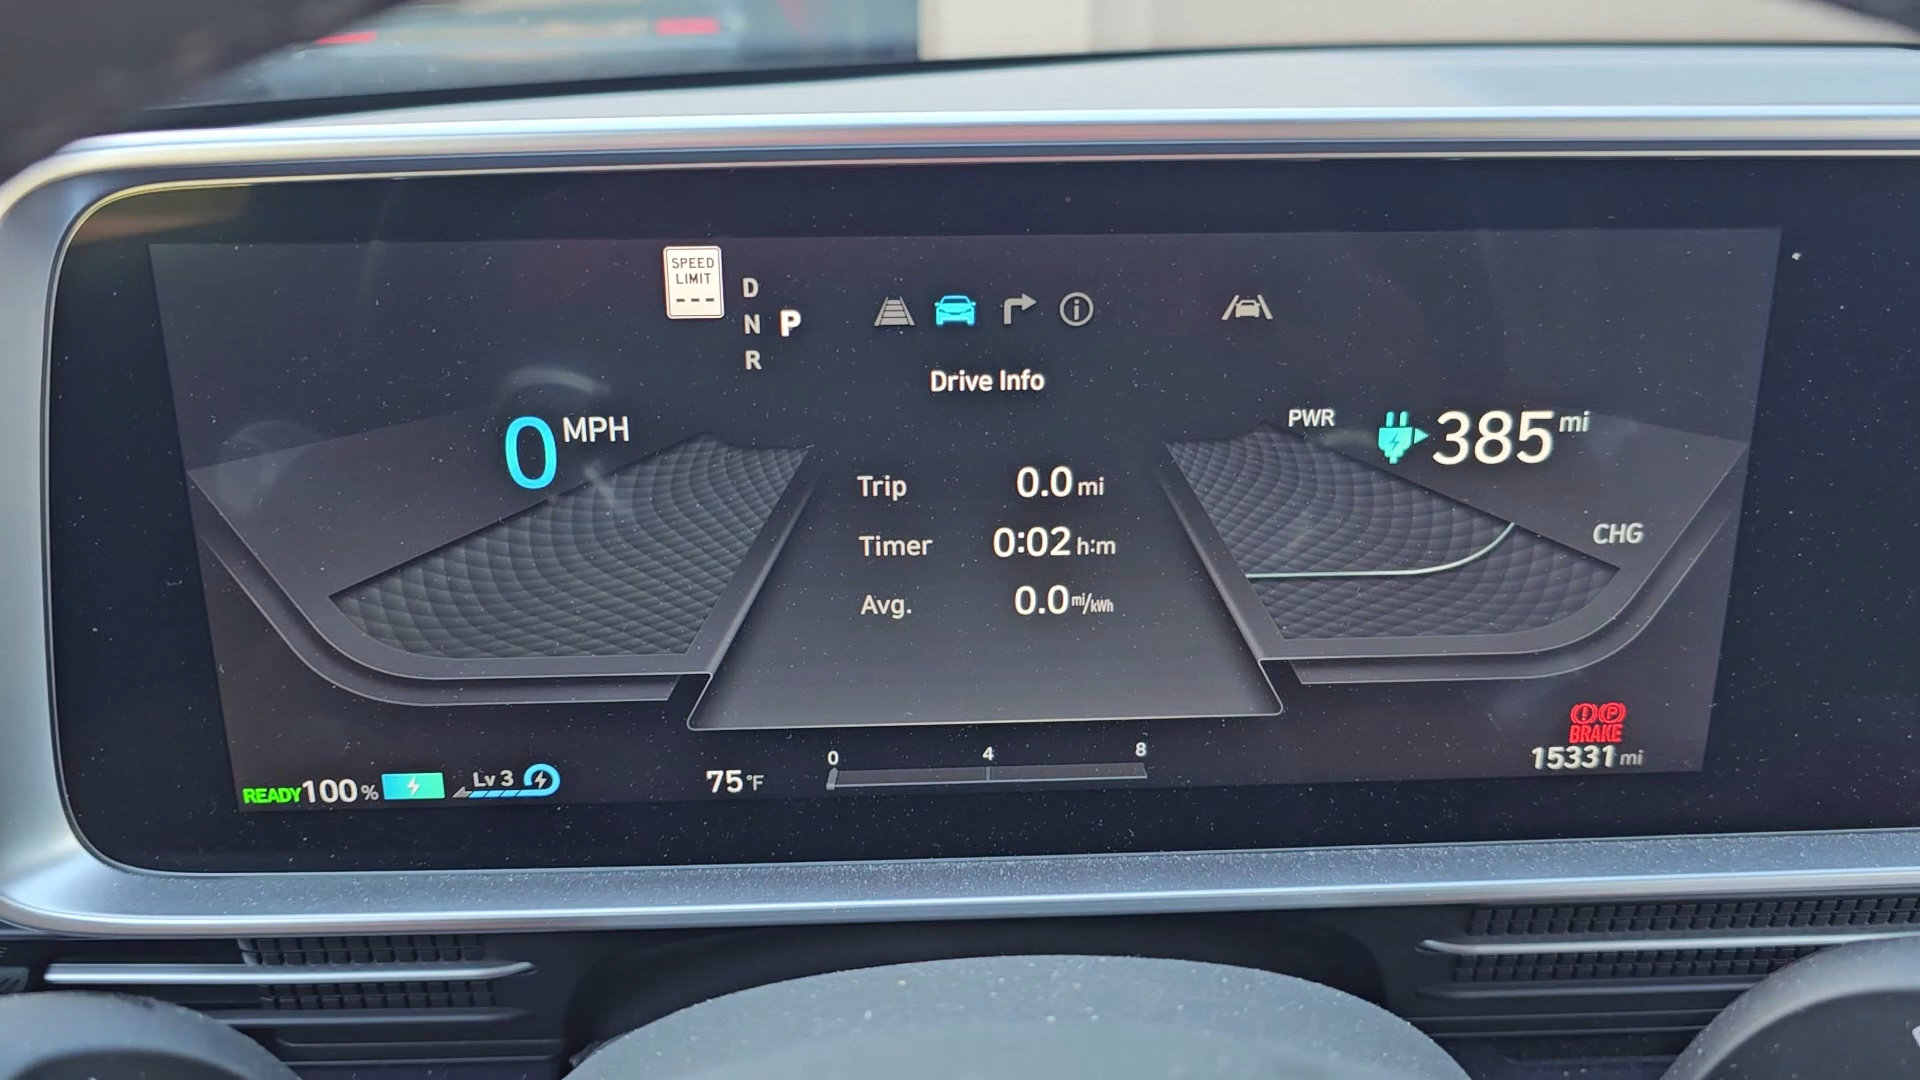 SPEED
LIMIT
---
D
N P
R
Drive Info
0 MPH
PWR
385 mi
CHG
Trip 0.0 mi
Timer 0:02 h:m
Avg. 0.0 mi/kWh
BRAKE
15331 mi
0 4 8
READY 100 %
Lv 3
75 °F